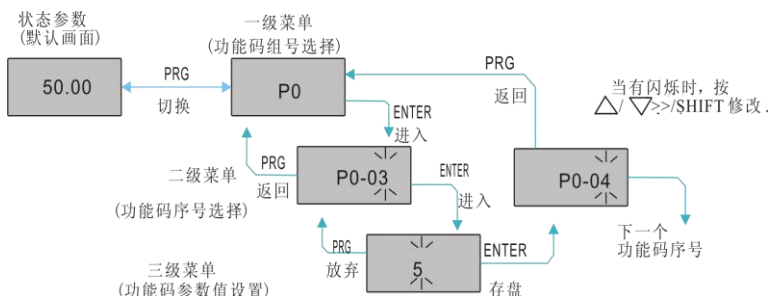 状态参数
(默认画面)
一级菜单
(功能码组号选择)
50.00
PRG
切换
P0
PRG
返回
当有闪烁时，按
△/ ▽>>/SHIFT 修改.
ENTER
进入
二级菜单
(功能码序号选择)
PRG
返回
P0-03
ENTER
进入
P0-04
下一个
功能码序号
三级菜单
(功能码参数值设置)
PRG
放弃
5
ENTER
存盘